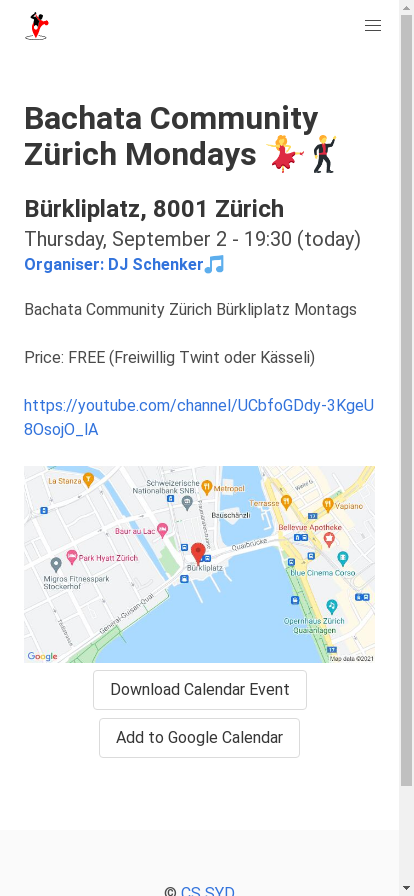 Bachata Community
Zürich Mondays 💃🕺
Bürkliplatz, 8001 Zürich
Thursday, September 2 - 19:30 (today)
Organiser: DJ Schenker🎵
Bachata Community Zürich Bürkliplatz Montags
Price: FREE (Freiwillig Twint oder Kässeli)
https://youtube.com/channel/UCbfoGDdy-3KgeU
8OsojO_lA
La Stanza
Schweizerische
Nationalbank SNB.
Metropol
Terrasse
Vapiano
Bauschänzli
Baur au Lac
Bellevue Apotheke
Quaibrücke
Park Hyatt Zürich
Bürkliplatz
blue Cinema Corso
Migros Fitnesspark
Stockerhof
General-Guisan-Quai
Opernhaus Zürich
Quaianlagen
Google
Map data ©2021
Download Calendar Event
Add to Google Calendar
© CS SYD